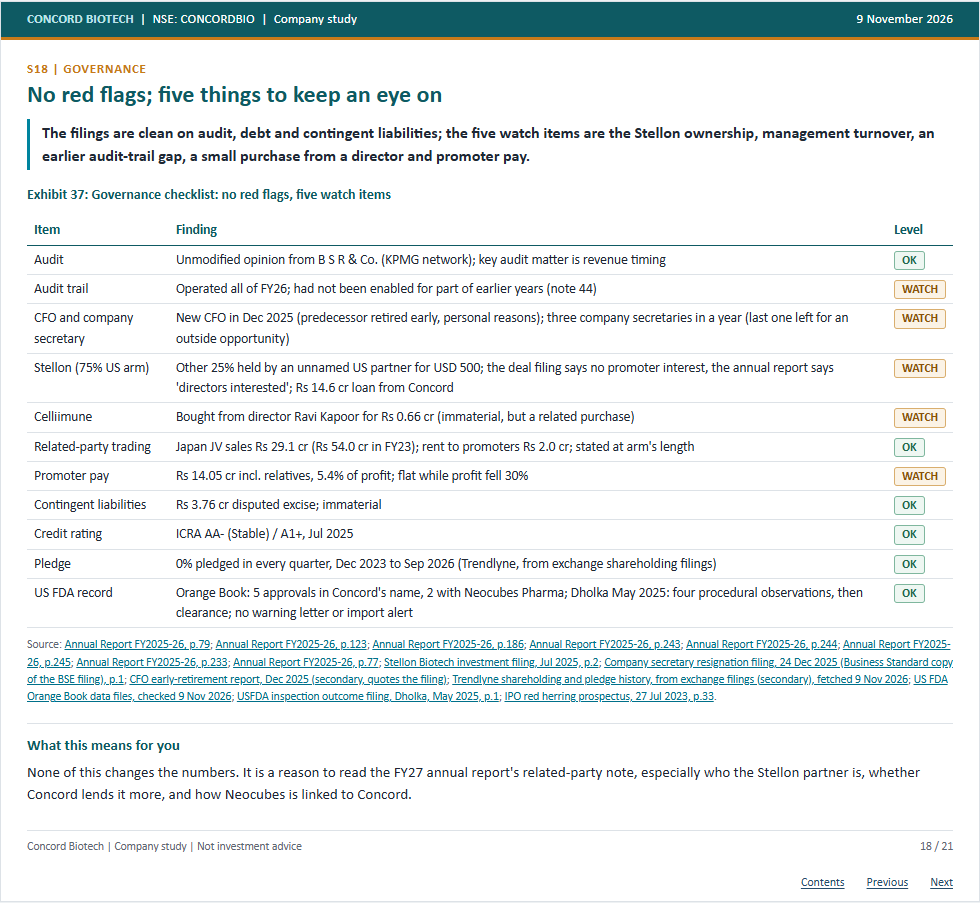 CONCORD BIOTECH | NSE: CONCORDBIO | Company study 9 November 2026
S18 | GOVERNANCE
No red flags; five things to keep an eye on
The filings are clean on audit, debt and contingent liabilities; the five watch items are the Stellon ownership, management turnover, an
earlier audit-trail gap, a small purchase from a director and promoter pay.
Exhibit 37: Governance checklist: no red flags, five watch items
Item Finding Level
Audit Unmodified opinion from B S R & Co. (KPMG network); key audit matter is revenue timing OK
Audit trail Operated all of FY26; had not been enabled for part of earlier years (note 44) WATCH
CFO and company New CFO in Dec 2025 (predecessor retired early, personal reasons); three company secretaries in a year (last one left for an WATCH
secretary outside opportunity)
Stellon (75% US arm) Other 25% held by an unnamed US partner for USD 500; the deal filing says no promoter interest, the annual report says WATCH
'directors interested'; Rs 14.6 cr loan from Concord
Celliimune Bought from director Ravi Kapoor for Rs 0.66 cr (immaterial, but a related purchase) WATCH
Related-party trading Japan JV sales Rs 29.1 cr (Rs 54.0 cr in FY23); rent to promoters Rs 2.0 cr; stated at arm's length OK
Promoter pay Rs 14.05 cr incl. relatives, 5.4% of profit; flat while profit fell 30% WATCH
Contingent liabilities Rs 3.76 cr disputed excise; immaterial OK
Credit rating ICRA AA- (Stable) / A1+, Jul 2025 OK
Pledge 0% pledged in every quarter, Dec 2023 to Sep 2026 (Trendlyne, from exchange shareholding filings) OK
US FDA record Orange Book: 5 approvals in Concord's name, 2 with Neocubes Pharma; Dholka May 2025: four procedural observations, then OK
clearance; no warning letter or import alert
Source: Annual Report FY2025-26, p.79; Annual Report FY2025-26, p.123; Annual Report FY2025-26, p.186; Annual Report FY2025-26, p.243; Annual Report FY2025-26, p.244; Annual Report FY2025-
26, p.245; Annual Report FY2025-26, p.233; Annual Report FY2025-26, p.77; Stellon Biotech investment filing, Jul 2025, p.2; Company secretary resignation filing, 24 Dec 2025 (Business Standard copy
of the BSE filing), p.1; CFO early-retirement report, Dec 2025 (secondary, quotes the filing); Trendlyne shareholding and pledge history, from exchange filings (secondary), fetched 9 Nov 2026; US FDA
Orange Book data files, checked 9 Nov 2026; USFDA inspection outcome filing, Dholka, May 2025, p.1; IPO red herring prospectus, 27 Jul 2023, p.33.
What this means for you
None of this changes the numbers. It is a reason to read the FY27 annual report's related-party note, especially who the Stellon partner is, whether
Concord lends it more, and how Neocubes is linked to Concord.
Concord Biotech | Company study | Not investment advice 18 / 21
Contents Previous Next